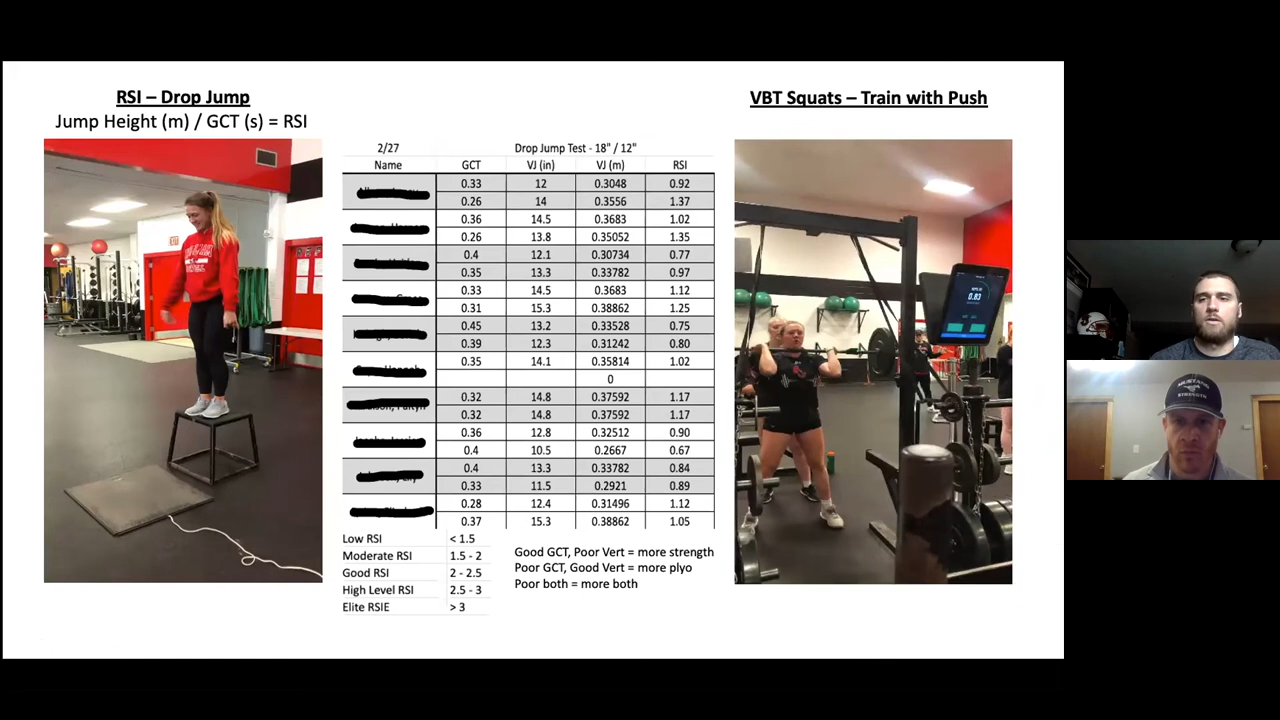 RSI – Drop Jump
Jump Height (m) / GCT (s) = RSI
VBT Squats – Train with Push
2/27 Drop Jump Test - 18" / 12"
Name GCT VJ (in) VJ (m) RSI
0.33 12 0.3048 0.92
0.26 14 0.3556 1.37
0.36 14.5 0.3683 1.02
0.26 13.8 0.35052 1.35
0.4 12.1 0.30734 0.77
0.35 13.3 0.33782 0.97
0.33 14.5 0.3683 1.12
0.31 15.3 0.38862 1.25
0.45 13.2 0.33528 0.75
0.39 12.3 0.31242 0.80
0.35 14.1 0.35814 1.02
0
0.32 14.8 0.37592 1.17
0.32 14.8 0.37592 1.17
0.36 12.8 0.32512 0.90
0.4 10.5 0.2667 0.67
0.4 13.3 0.33782 0.84
0.33 11.5 0.2921 0.89
0.28 12.4 0.31496 1.12
0.37 15.3 0.38862 1.05
Low RSI < 1.5
Moderate RSI 1.5 - 2
Good RSI 2 - 2.5
High Level RSI 2.5 - 3
Elite RSIE > 3
Good GCT, Poor Vert = more strength
Poor GCT, Good Vert = more plyo
Poor both = more both
EXIT
0.83
MUSTANG
STRENGTH